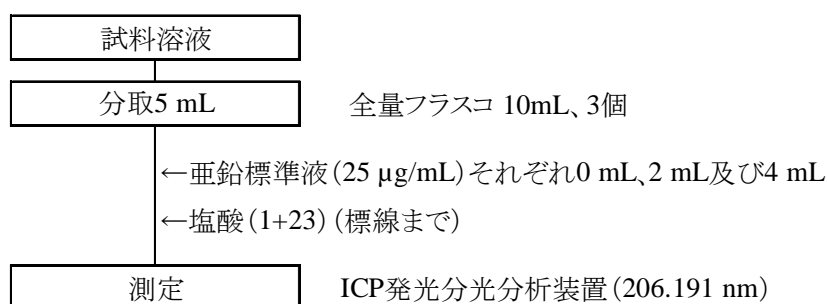 試料溶液
分取5 mL 全量フラスコ 10mL、3個
←亜鉛標準液(25 µg/mL)それぞれ0 mL、2 mL及び4 mL
←塩酸(1+23) (標線まで)
測定 ICP発光分光分析装置(206.191 nm)